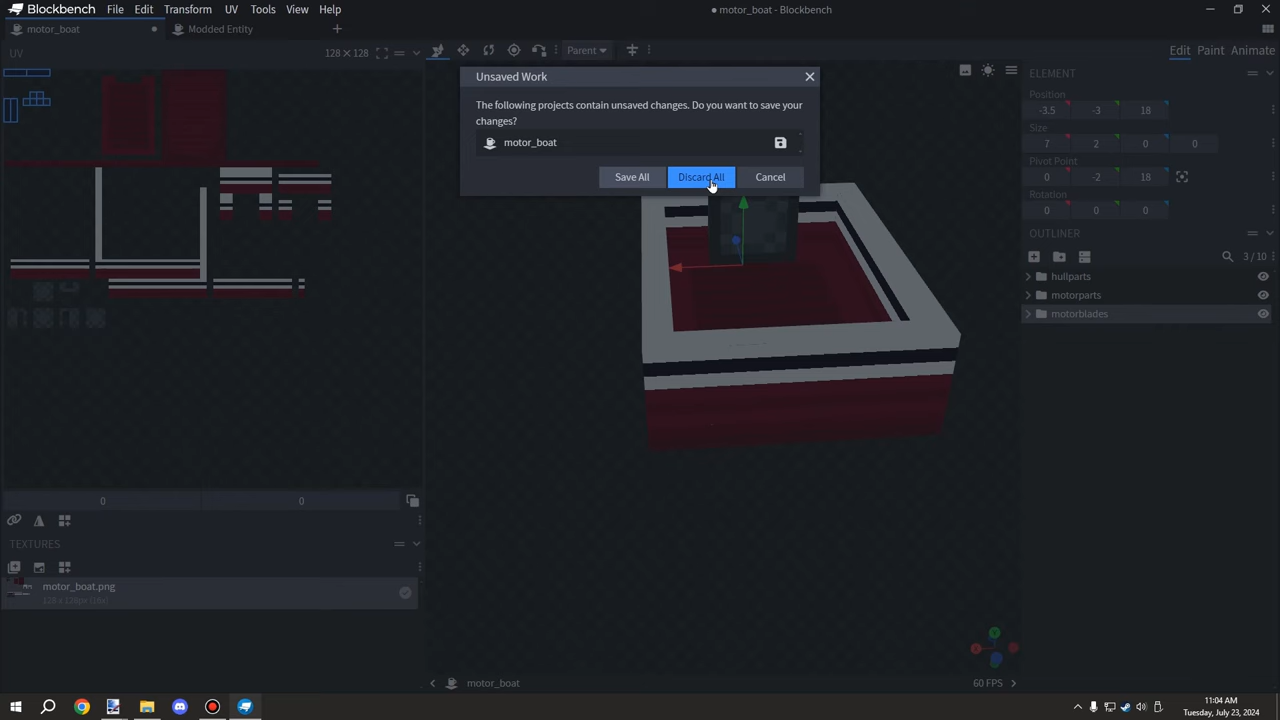 Blockbench
• motor_boat - Blockbench
File Edit Transform UV Tools Filter View Help
motor_boat
Modded Entity
UV
128 × 128
Parent
Edit
Paint
Animate
Unsaved Work
The following projects contain unsaved changes. Do you want to save your
changes?
motor_boat
Save All
Discard All
Cancel
ELEMENT
Position
-3.5 -3 18
Size
7 2 0 0
Pivot Point
0 -2 18
Rotation
0 0 0
OUTLINER
3/10
hullparts
motorparts
motorblades
0
0
TEXTURES
motor_boat.png
motor_boat
60 FPS
11:04 AM
Tuesday, July 23, 2024